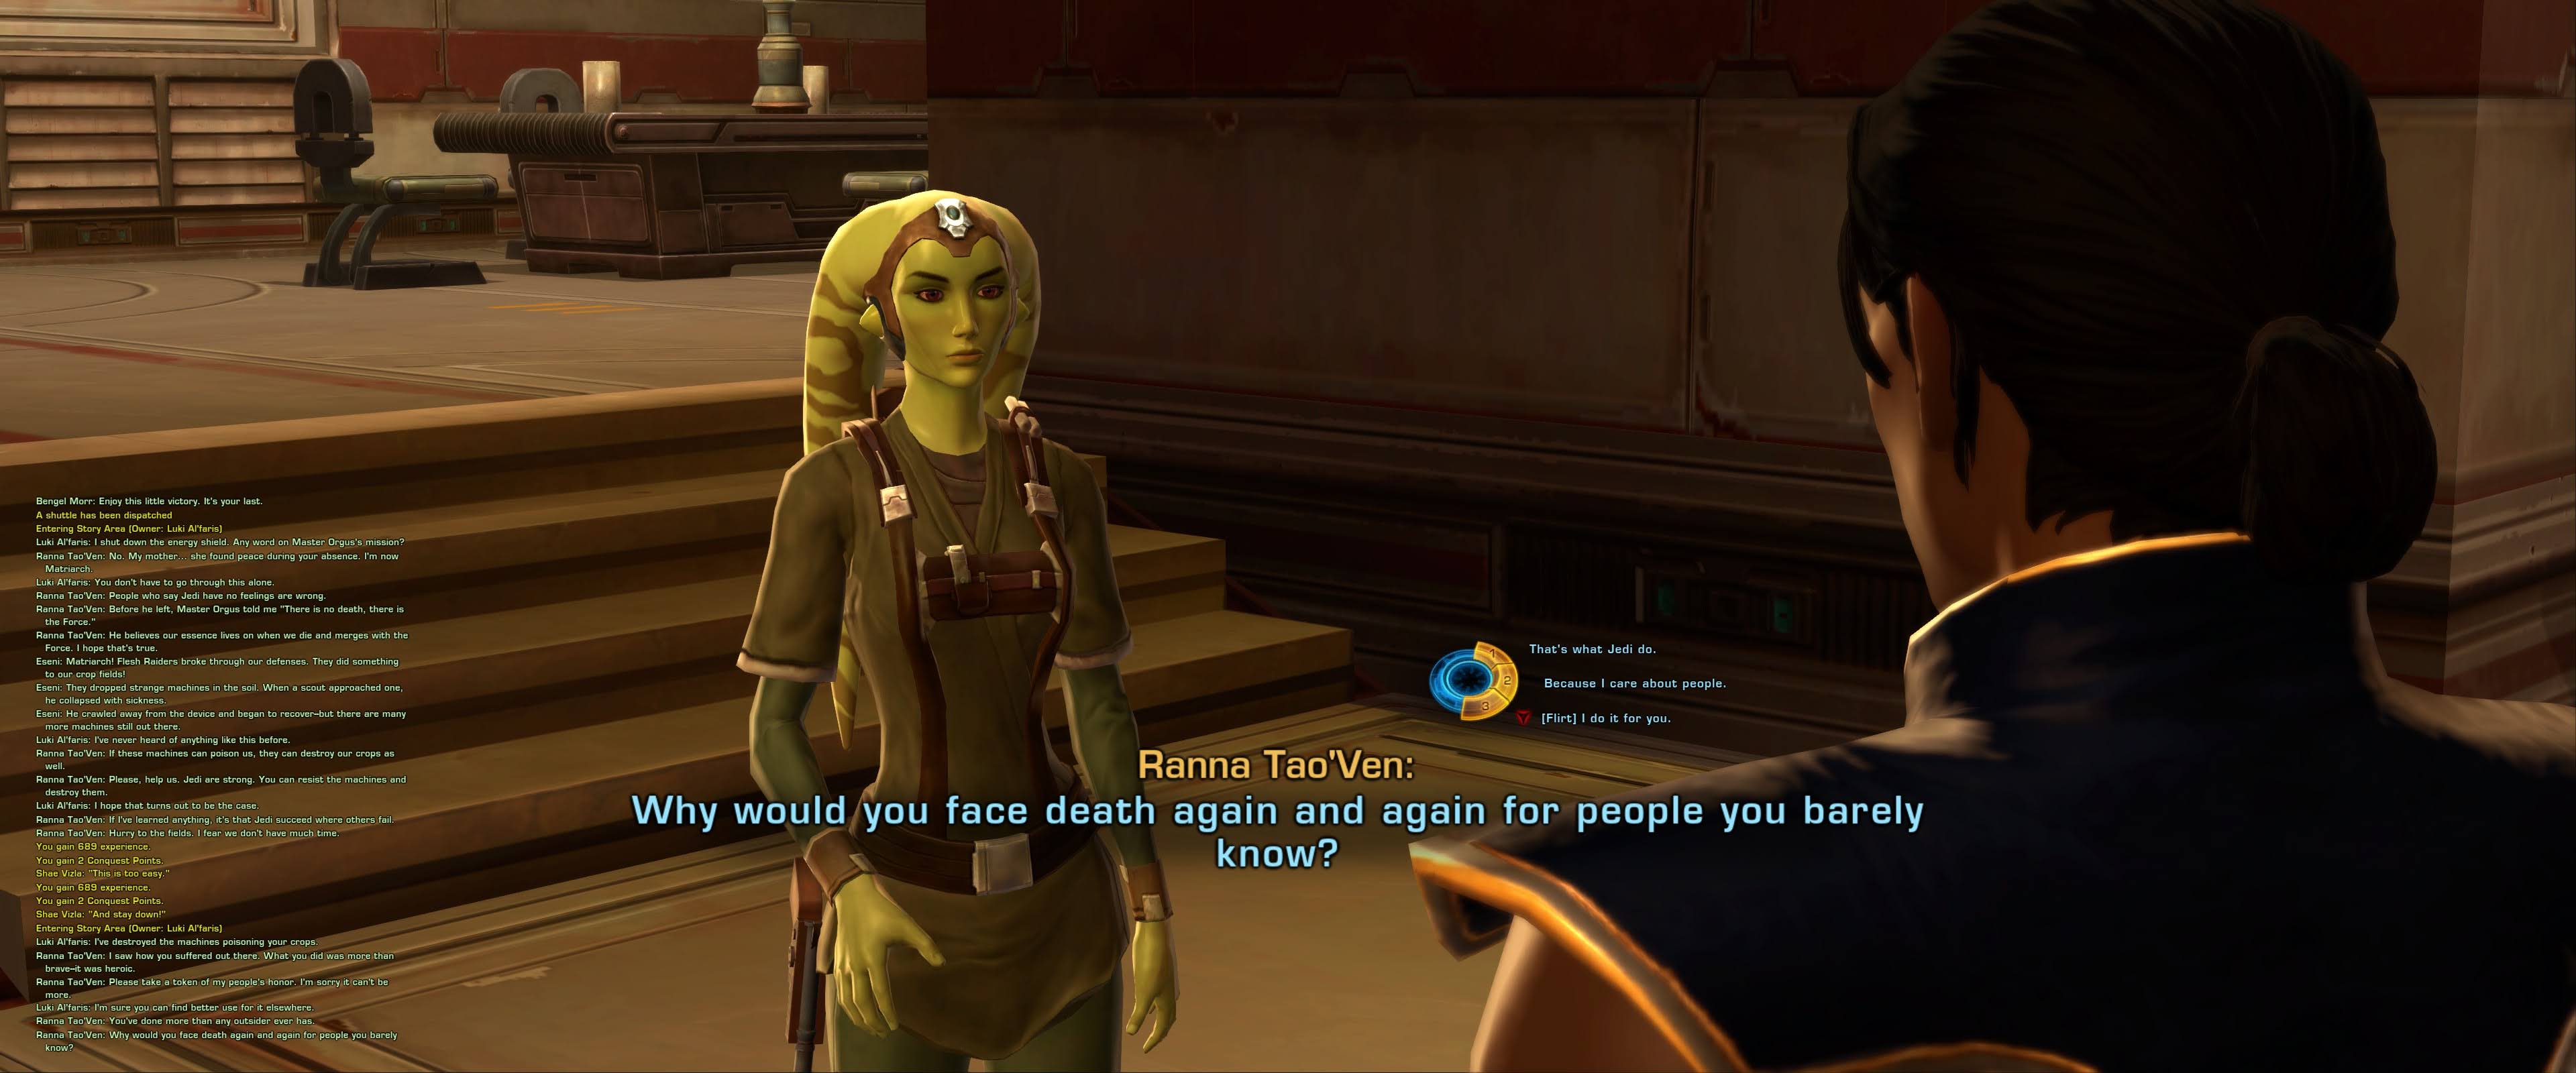 Bengel Morr: Enjoy this little victory. It's your last.
A shuttle has been dispatched
Entering Story Area (Owner: Luki Al'faris)
Luki Al'faris: I shut down the energy shield. Any word on Master Orgus's mission?
Ranna Tao'Ven: No. My mother... she found peace during your absence. I'm now
Matriarch.
Luki Al'faris: You don't have to go through this alone.
Ranna Tao'Ven: People who say Jedi have no feelings are wrong.
Ranna Tao'Ven: Before he left, Master Orgus told me "There is no death, there is
the Force."
Ranna Tao'Ven: He believes our essence lives on when we die and merges with the
Force. I hope that's true.
Eseni: Matriarch! Flesh Raiders broke through our defenses. They did something
to our crop fields!
Eseni: They dropped strange machines in the soil. When a scout approached one,
he collapsed with sickness.
Eseni: He crawled away from the device and began to recover—but there are many
more machines still out there.
Luki Al'faris: I've never heard of anything like this before.
Ranna Tao'Ven: If these machines can poison us, they can destroy our crops as
well.
Ranna Tao'Ven: Please, help us. Jedi are strong. You can resist the machines and
destroy them.
Luki Al'faris: I hope that turns out to be the case.
Ranna Tao'Ven: If I've learned anything, it's that Jedi succeed where others fail.
Ranna Tao'Ven: Hurry to the fields. I fear we don't have much time.
You gain 689 experience.
You gain 2 Conquest Points.
Shae Vizla: "This is too easy."
You gain 689 experience.
You gain 2 Conquest Points.
Shae Vizla: "And stay down!"
Entering Story Area (Owner: Luki Al'faris)
Luki Al'faris: I've destroyed the machines poisoning your crops.
Ranna Tao'Ven: I saw how you suffered out there. What you did was more than
brave—it was heroic.
Ranna Tao'Ven: Please take a token of my people's honor. I'm sorry it can't be
more.
Luki Al'faris: I'm sure you can find better use for it elsewhere.
Ranna Tao'Ven: You've done more than any outsider ever has.
Ranna Tao'Ven: Why would you face death again and again for people you barely
know?
1 That's what Jedi do.
2 Because I care about people.
3 [Flirt] I do it for you.
Ranna Tao'Ven:
Why would you face death again and again for people you barely
know?